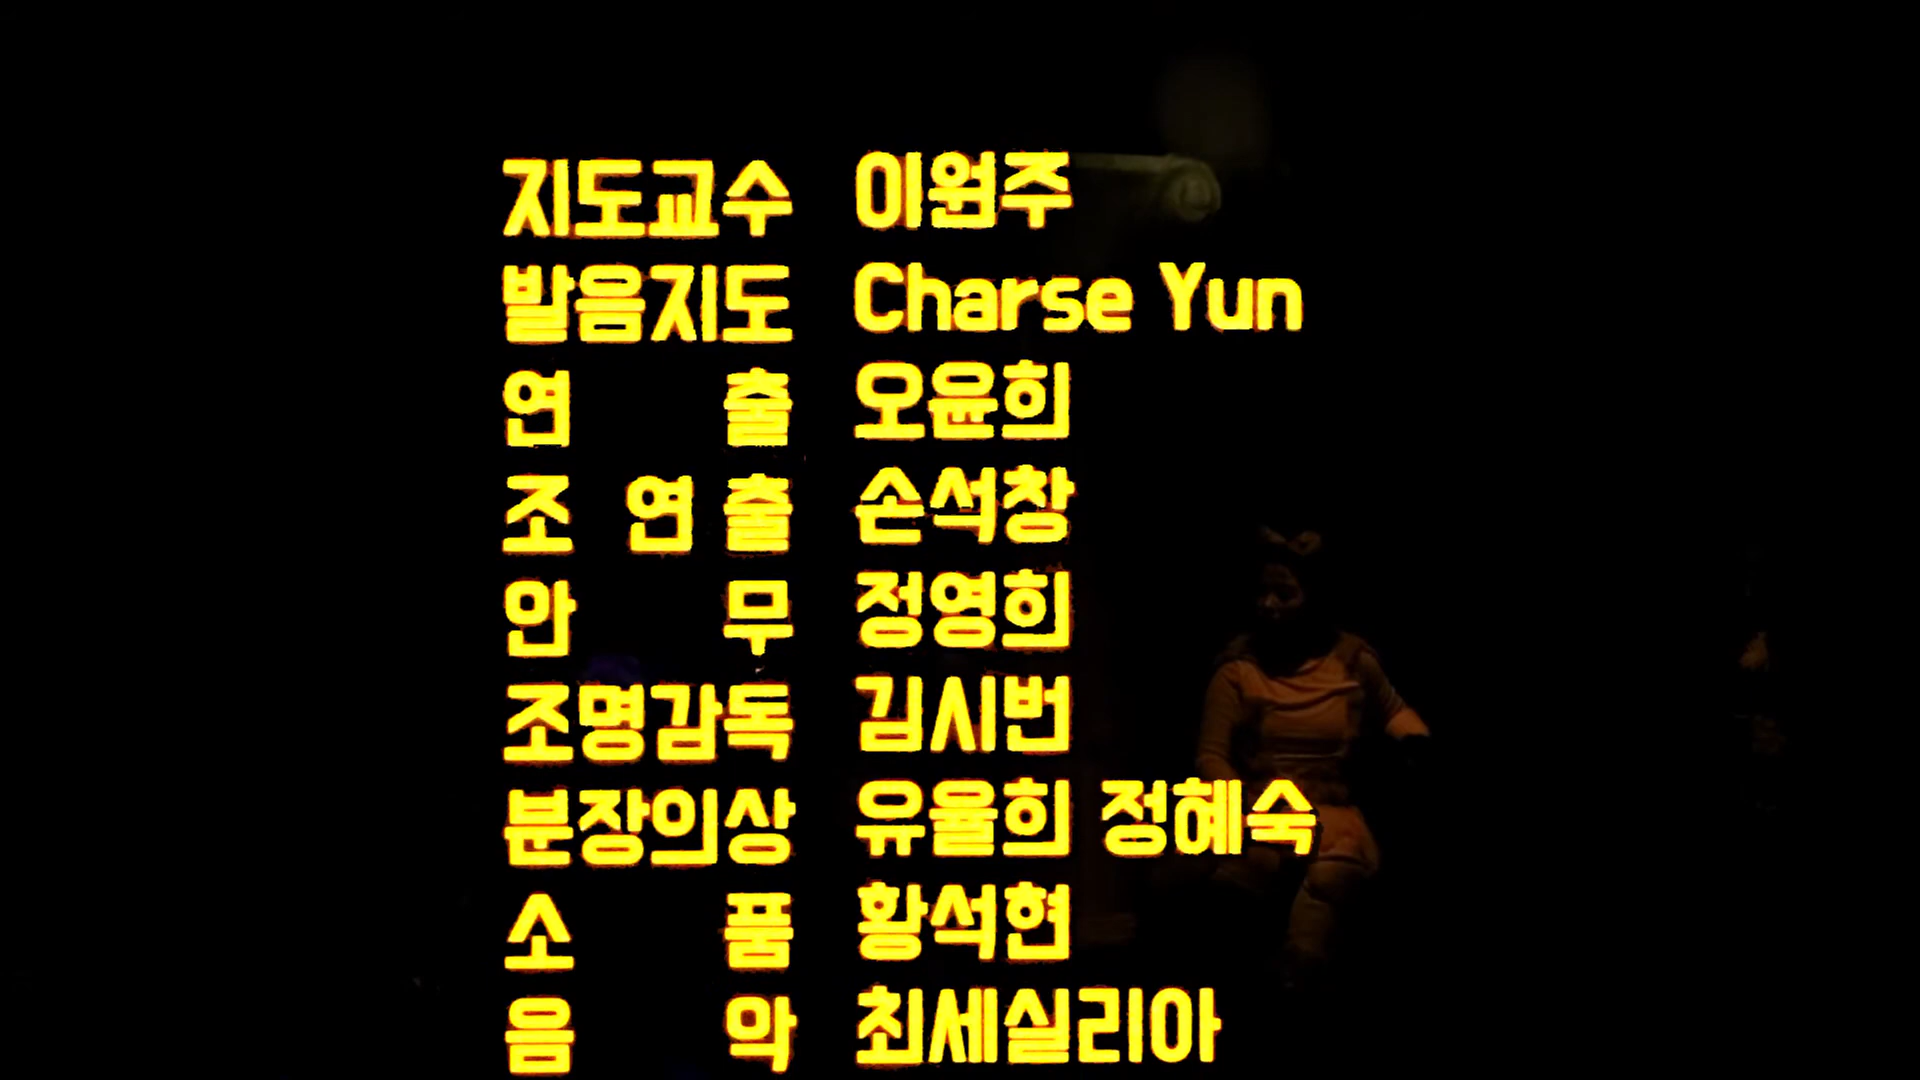 지도교수 이원주
발음지도 Charse Yun
연 출 오윤희
조 연 출 손석창
안 무 정영희
조명감독 김시번
분장의상 유율희 정혜숙
소 품 황석현
음 악 최세실리아